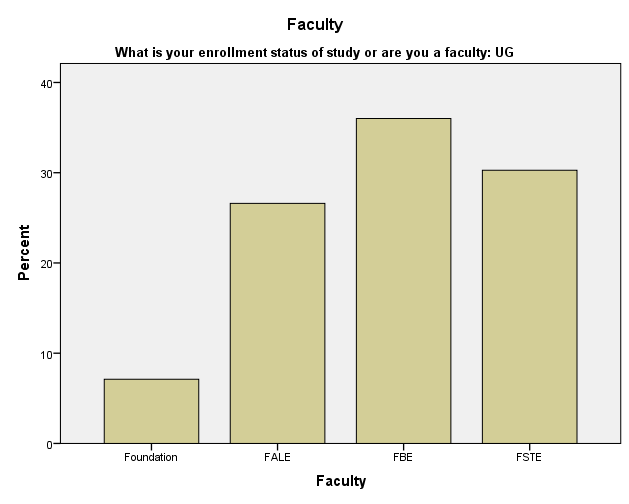 Faculty
What is your enrollment status of study or are you a faculty: UG
Percent
40
30
20
10
0
Foundation FALE FBE FSTE
Faculty